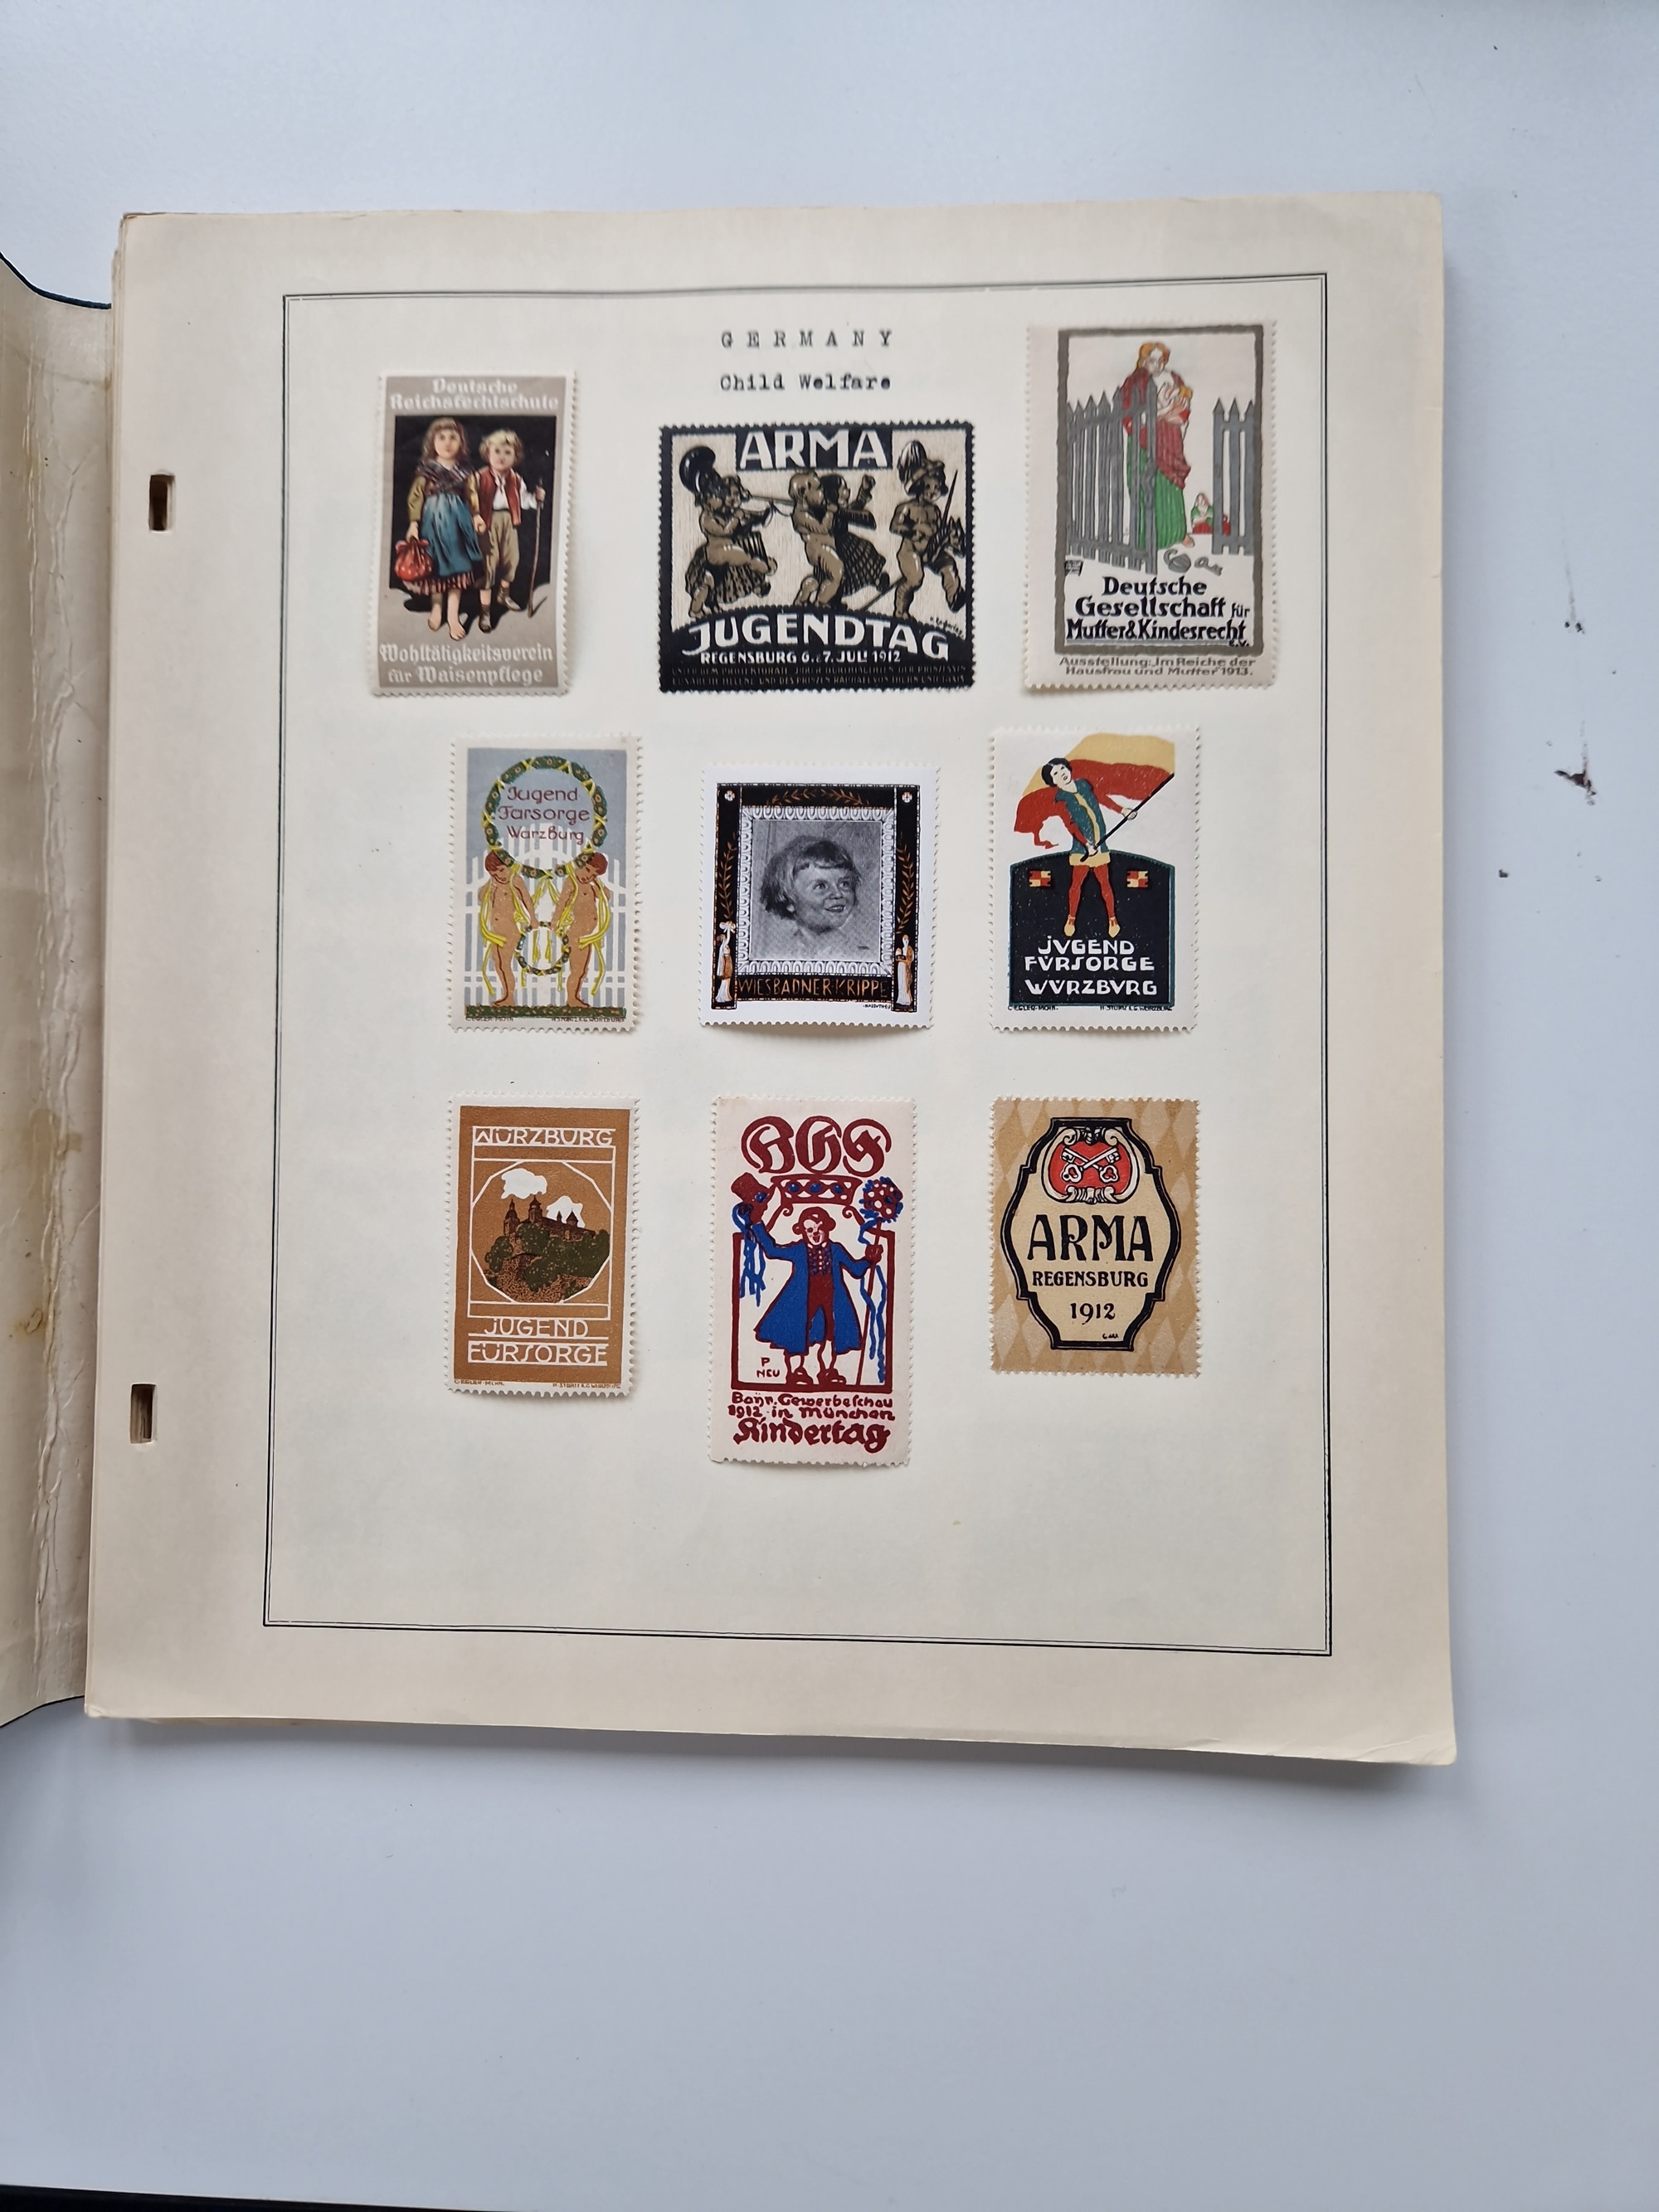 GERMANY
Child Welfare
Deutsche
Reichsfechtschule
Wohltätigkeitsverein
für Waisenpflege
ARMA
JUGENDTAG
REGENSBURG 6. u. 7. JULI 1912
Deutsche
Gesellschaft für
Mutter & Kindesrecht
e.V.
Ausstellung: Im Reiche der
Hausfrau und Mutter 1913.
Jugend
Fürsorge
Würzburg
WIESBADNER·KRIPPE
JVGEND
FVRSORGE
WVRZBVRG
WÜRZBURG
JUGEND
FÜRSORGE
BGS
P
NEU
Bayr. Gewerbeschau
1912 in München
Kindertag
ARMA
REGENSBURG
1912